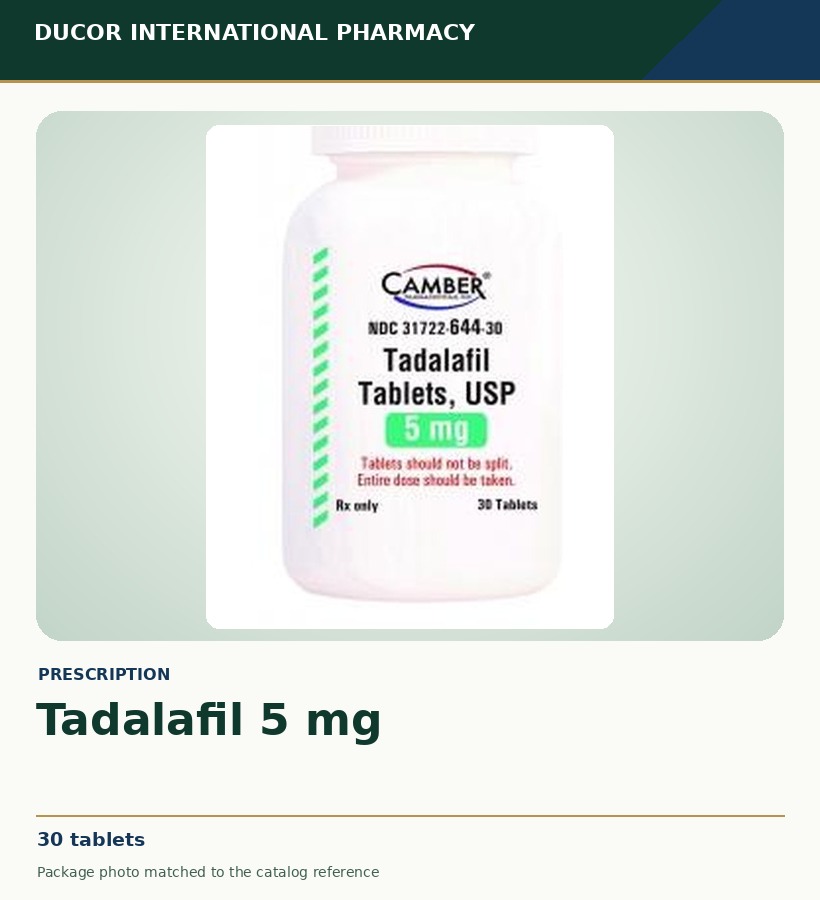 DUCOR INTERNATIONAL PHARMACY
CAMBER®
NDC 31722-644-30
Tadalafil
Tablets, USP
5 mg
Tablets should not be split.
Entire dose should be taken.
Rx only
30 Tablets
PRESCRIPTION
Tadalafil 5 mg
30 tablets
Package photo matched to the catalog reference